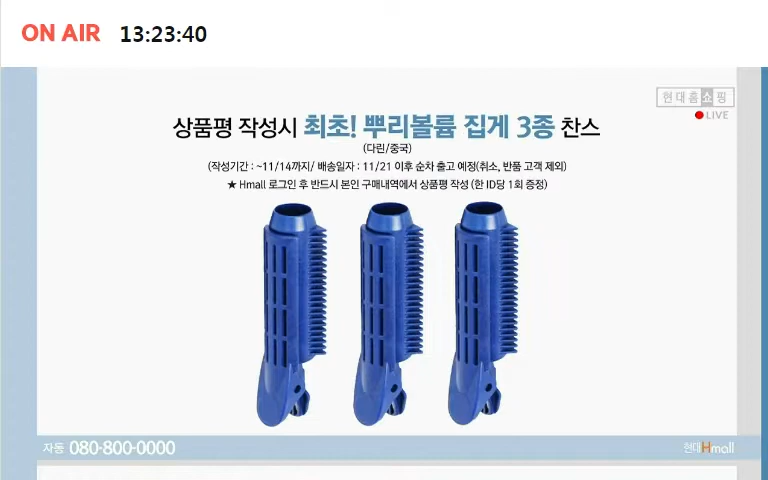 ON AIR 13:23:40
현대홈쇼핑
LIVE
상품평 작성시 최초! 뿌리볼륨 집게 3종 찬스
(다린/중국)
(작성기간 : ~11/14까지/ 배송일자 : 11/21 이후 순차 출고 예정(취소, 반품 고객 제외)
★ Hmall 로그인 후 반드시 본인 구매내역에서 상품평 작성 (한 ID당 1회 증정)
자동 080-800-0000
현대Hmall